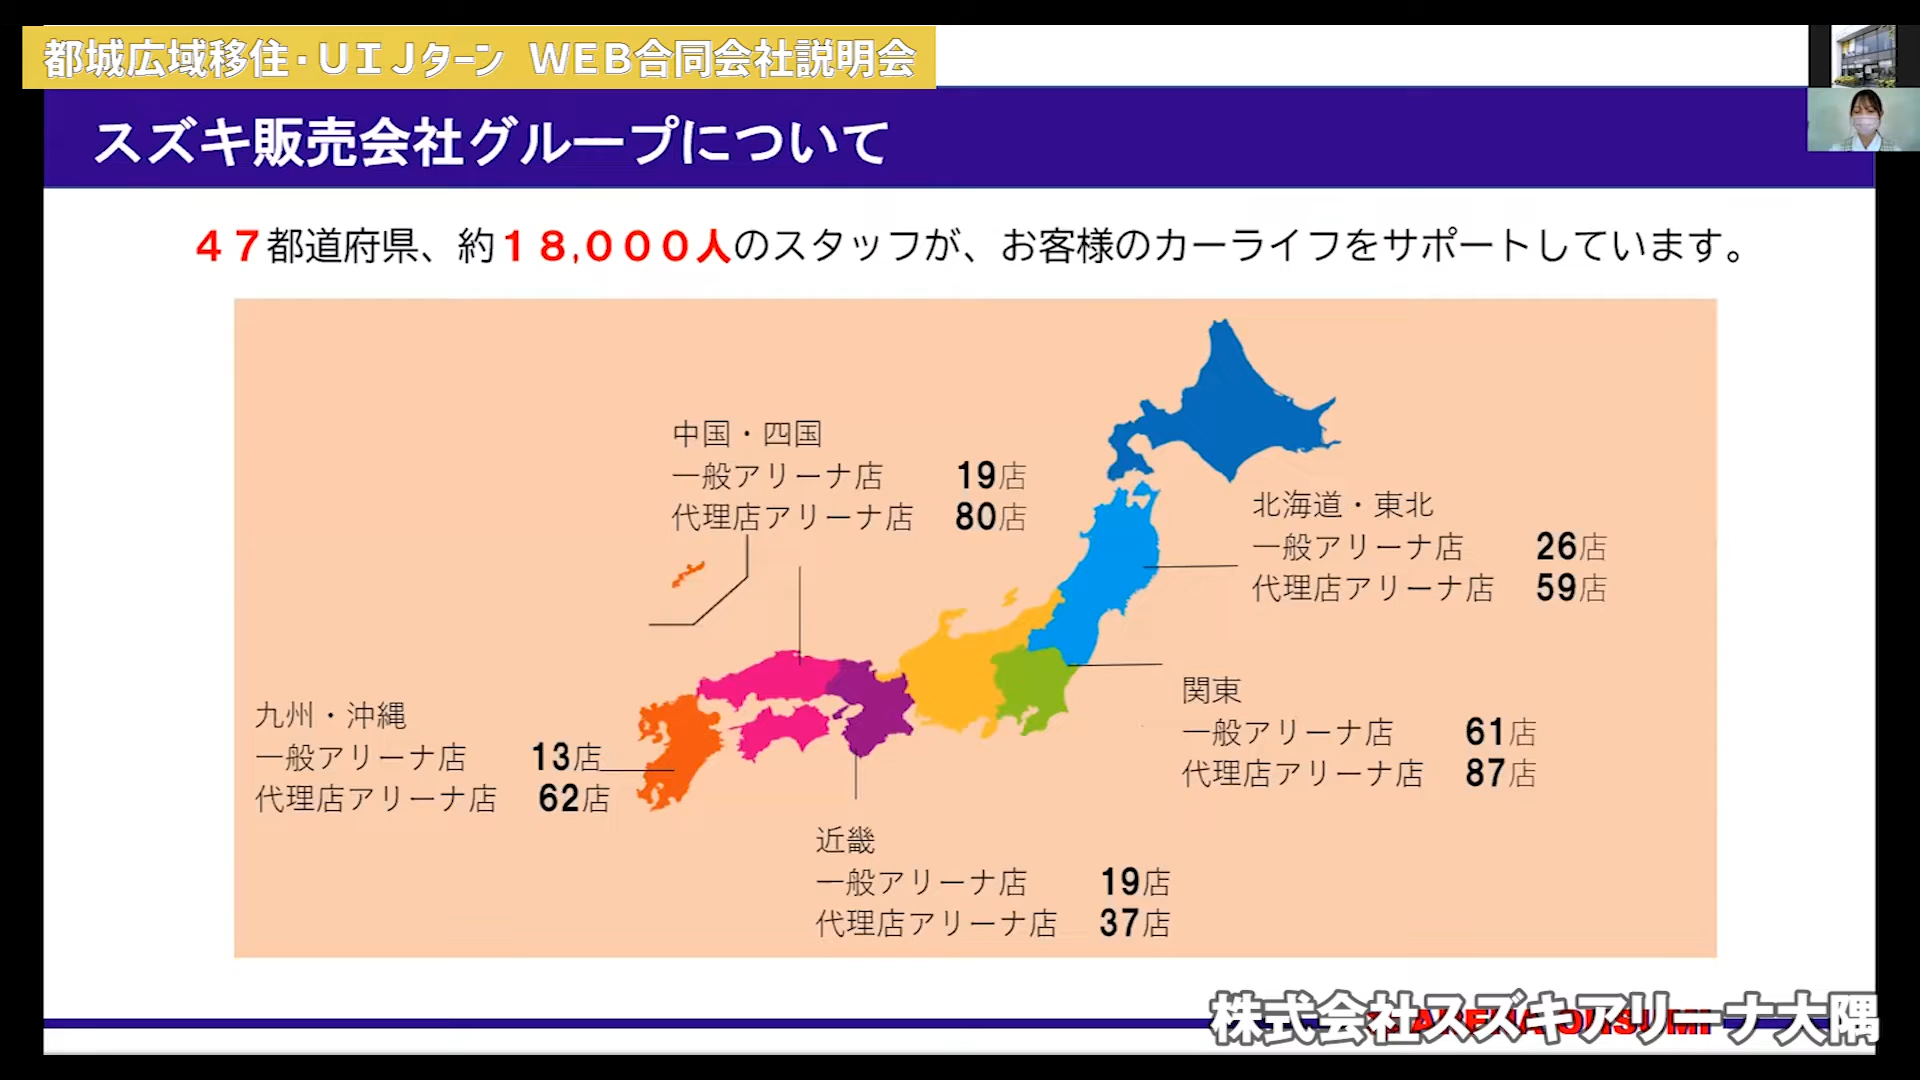 都城広域移住・UIJターン WEB合同会社説明会
スズキ販売会社グループについて
４７都道府県、約１８,０００人のスタッフが、お客様のカーライフをサポートしています。
中国・四国
一般アリーナ店 19店
代理店アリーナ店 80店
北海道・東北
一般アリーナ店 26店
代理店アリーナ店 59店
関東
一般アリーナ店 61店
代理店アリーナ店 87店
九州・沖縄
一般アリーナ店 13店
代理店アリーナ店 62店
近畿
一般アリーナ店 19店
代理店アリーナ店 37店
株式会社スズキアリーナ大隅